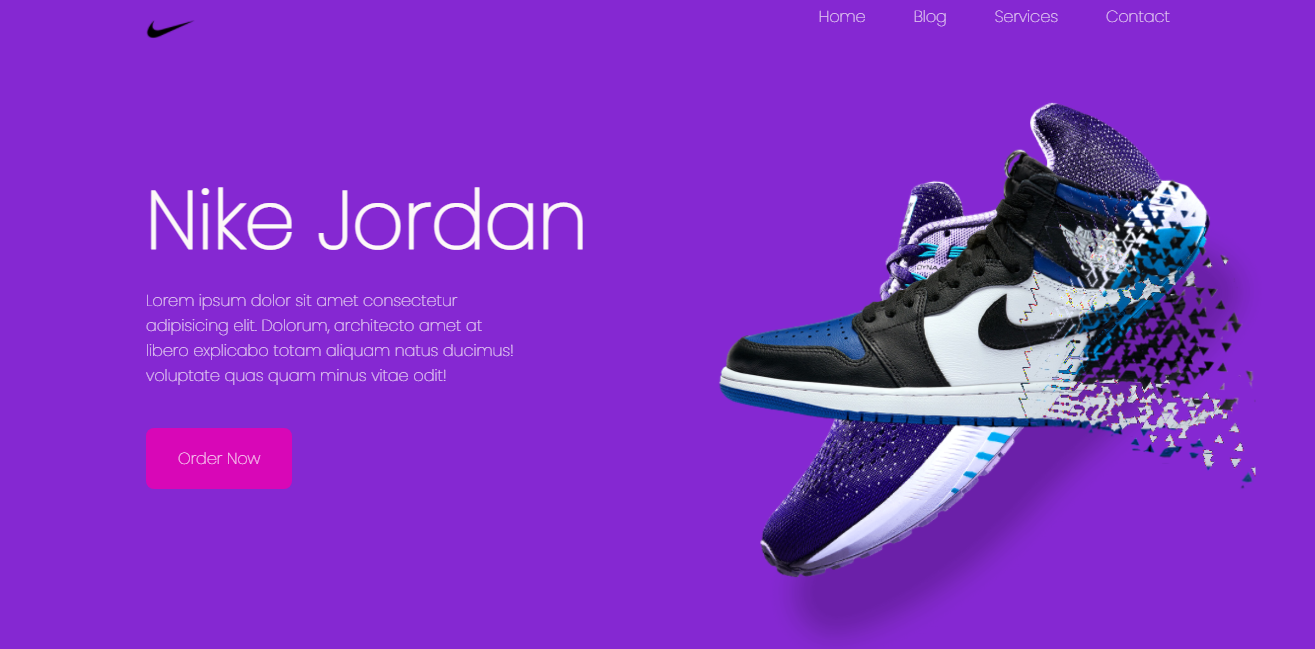 Home Blog Services Contact
Nike Jordan
Lorem ipsum dolor sit amet consectetur
adipisicing elit. Dolorum, architecto amet at
libero explicabo totam aliquam natus ducimus!
voluptate quas quam minus vitae odit!
Order Now